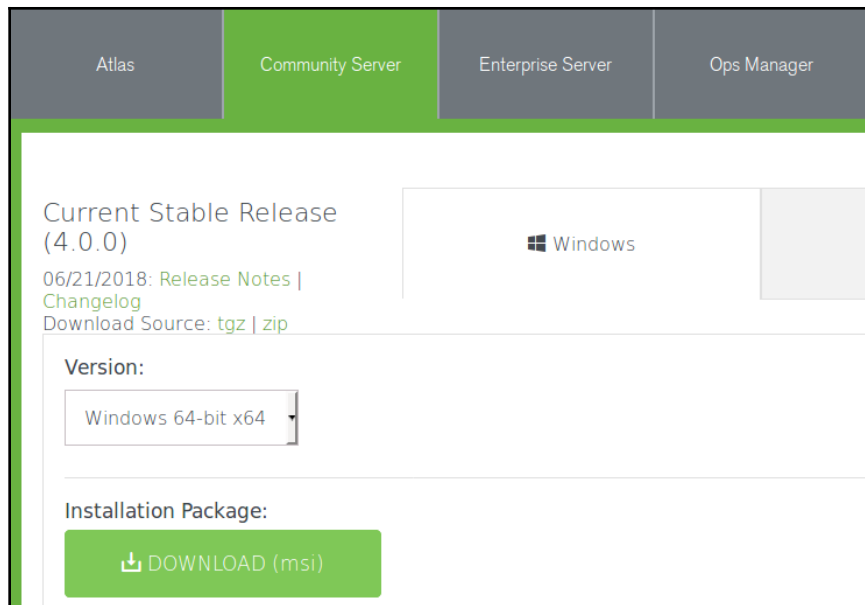 Atlas
Community Server
Enterprise Server
Ops Manager
Current Stable Release
(4.0.0)
06/21/2018: Release Notes |
Changelog
Download Source: tgz | zip
Windows
Version:
Windows 64-bit x64
Installation Package:
DOWNLOAD (msi)